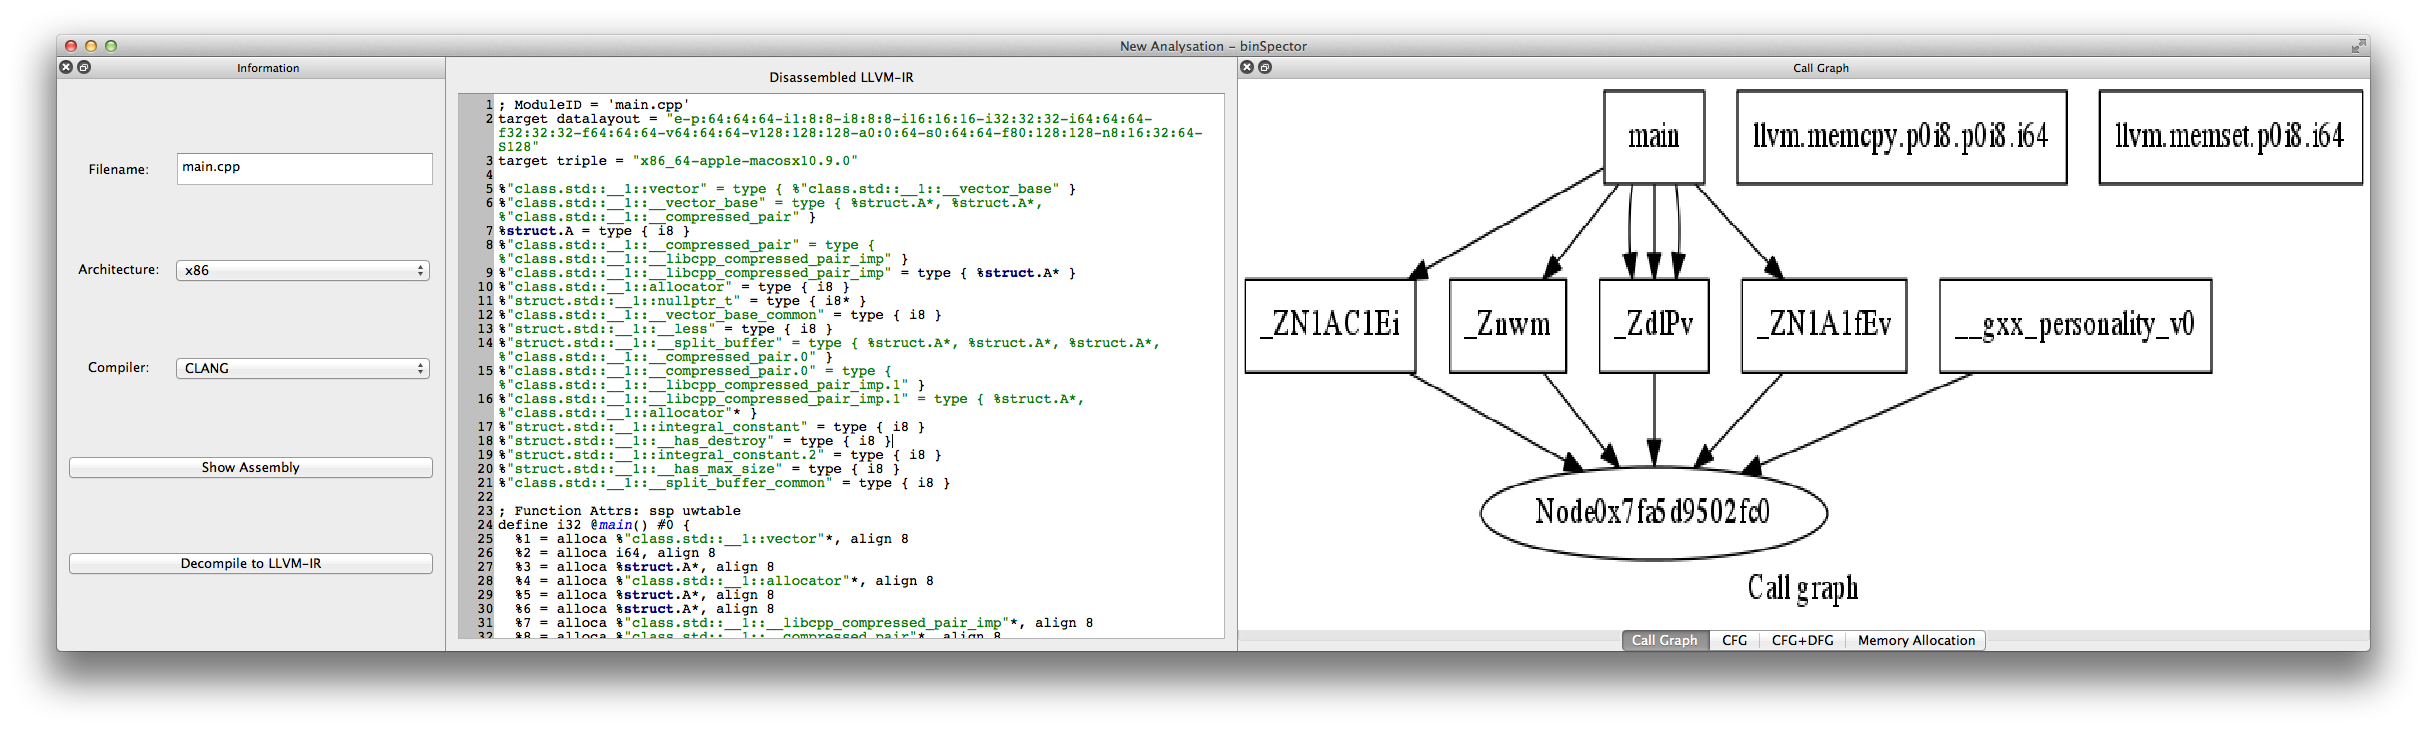 New Analysation – binSpector
Information
Filename:
main.cpp
Architecture:
x86
Compiler:
CLANG
Show Assembly
Decompile to LLVM-IR
Disassembled LLVM-IR
1 ; ModuleID = 'main.cpp'
2 target datalayout = "e-p:64:64:64-i1:8:8-i8:8:8-i16:16:16-i32:32:32-i64:64:64-
f32:32:32-f64:64:64-v64:64:64-v128:128:128-a0:0:64-s0:64:64-f80:128:128-n8:16:32:64-
S128"
3 target triple = "x86_64-apple-macosx10.9.0"
4
5 %"class.std::__1::vector" = type { %"class.std::__1::__vector_base" }
6 %"class.std::__1::__vector_base" = type { %struct.A*, %struct.A*,
%"class.std::__1::__compressed_pair" }
7 %struct.A = type { i8 }
8 %"class.std::__1::__compressed_pair" = type {
%"class.std::__1::__libcpp_compressed_pair_imp" }
9 %"class.std::__1::__libcpp_compressed_pair_imp" = type { %struct.A* }
10 %"class.std::__1::allocator" = type { i8 }
11 %"struct.std::__1::nullptr_t" = type { i8* }
12 %"class.std::__1::__vector_base_common" = type { i8 }
13 %"struct.std::__1::__less" = type { i8 }
14 %"struct.std::__1::__split_buffer" = type { %struct.A*, %struct.A*, %struct.A*,
%"class.std::__1::__compressed_pair.0" }
15 %"class.std::__1::__compressed_pair.0" = type {
%"class.std::__1::__libcpp_compressed_pair_imp.1" }
16 %"class.std::__1::__libcpp_compressed_pair_imp.1" = type { %struct.A*,
%"class.std::__1::allocator"* }
17 %"struct.std::__1::integral_constant" = type { i8 }
18 %"struct.std::__1::__has_destroy" = type { i8 }
19 %"struct.std::__1::integral_constant.2" = type { i8 }
20 %"struct.std::__1::__has_max_size" = type { i8 }
21 %"class.std::__1::__split_buffer_common" = type { i8 }
22
23 ; Function Attrs: ssp uwtable
24 define i32 @main() #0 {
25 %1 = alloca %"class.std::__1::vector"*, align 8
26 %2 = alloca i64, align 8
27 %3 = alloca %struct.A*, align 8
28 %4 = alloca %"class.std::__1::allocator"*, align 8
29 %5 = alloca %struct.A*, align 8
30 %6 = alloca %struct.A*, align 8
31 %7 = alloca %"class.std::__1::__libcpp_compressed_pair_imp"*, align 8
32 %8 = alloca %"class.std::__1::__compressed_pair"*, align 8
Call Graph
main
llvm.memcpy.p0i8.p0i8.i64
llvm.memset.p0i8.i64
_ZN1AC1Ei
_Znwm
_ZdlPv
_ZN1A1fEv
__gxx_personality_v0
Node0x7fa5d9502fc0
Call graph
Call Graph
CFG
CFG+DFG
Memory Allocation